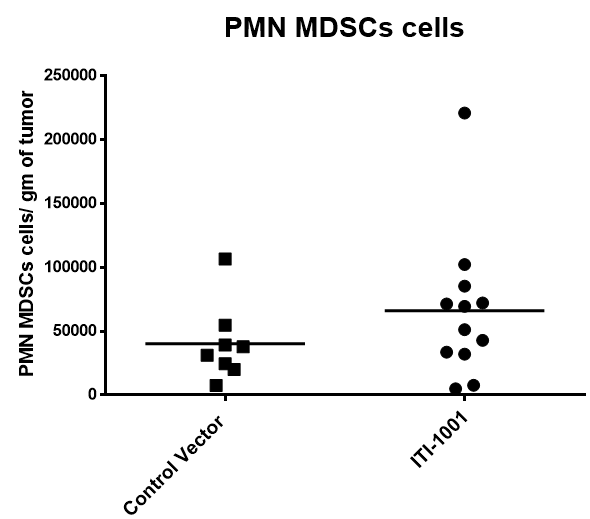 PMN MDSCs cells
PMN MDSCs cells/ gm of tumor
250000
200000
150000
100000
50000
0
Control Vector
ITI-1001